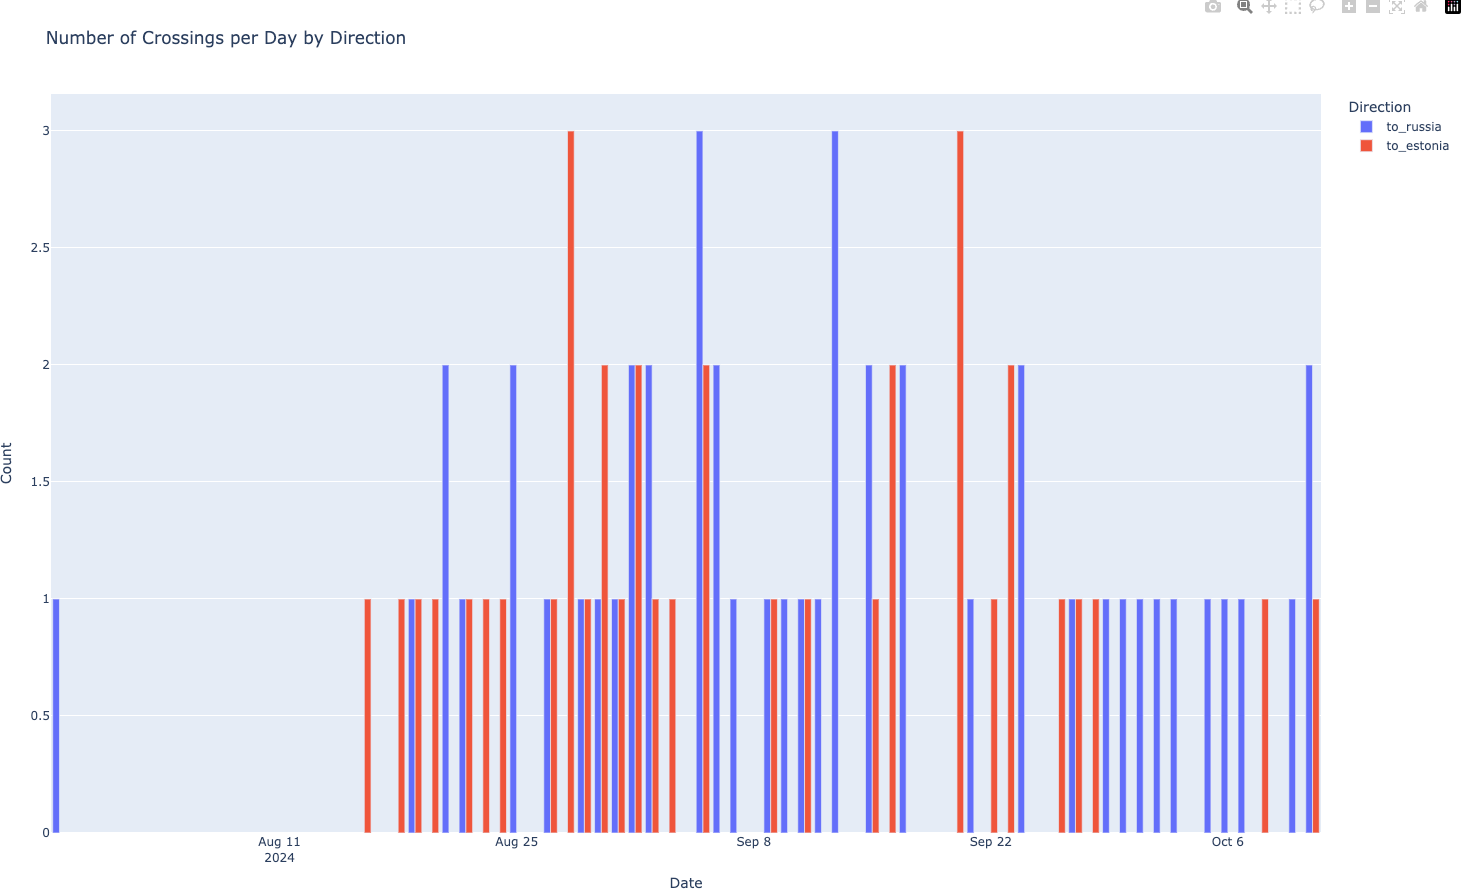 Number of Crossings per Day by Direction
Direction
to_russia
to_estonia
3
2.5
2
1.5
1
0.5
0
Count
Aug 11
2024
Aug 25
Sep 8
Sep 22
Oct 6
Date